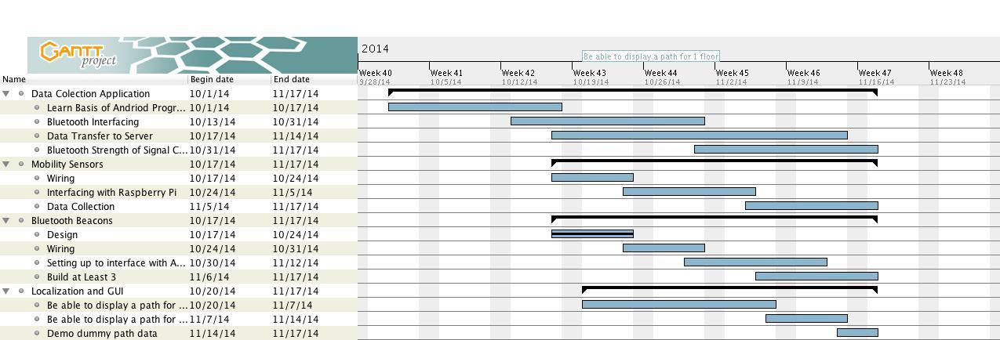 GANTT
project
2014
Be able to display a path for 1 floor
Week 40 Week 41 Week 42 Week 43 Week 44 Week 45 Week 46 Week 47 Week 48
Name Begin date End date 9/28/14 10/5/14 10/12/14 10/19/14 10/26/14 11/2/14 11/9/14 11/16/14 11/23/14
Data Colection Application 10/1/14 11/17/14
Learn Basis of Andriod Progr... 10/1/14 10/17/14
Bluetooth Interfacing 10/13/14 10/31/14
Data Transfer to Server 10/17/14 11/14/14
Bluetooth Strength of Signal C... 10/31/14 11/17/14
Mobility Sensors 10/17/14 11/17/14
Wiring 10/17/14 10/24/14
Interfacing with Raspberry Pi 10/24/14 11/5/14
Data Collection 11/5/14 11/17/14
Bluetooth Beacons 10/17/14 11/17/14
Design 10/17/14 10/24/14
Wiring 10/24/14 10/31/14
Setting up to interface with A... 10/30/14 11/12/14
Build at Least 3 11/6/14 11/17/14
Localization and GUI 10/20/14 11/17/14
Be able to display a path for ... 10/20/14 11/7/14
Be able to display a path for ... 11/7/14 11/14/14
Demo dummy path data 11/14/14 11/17/14